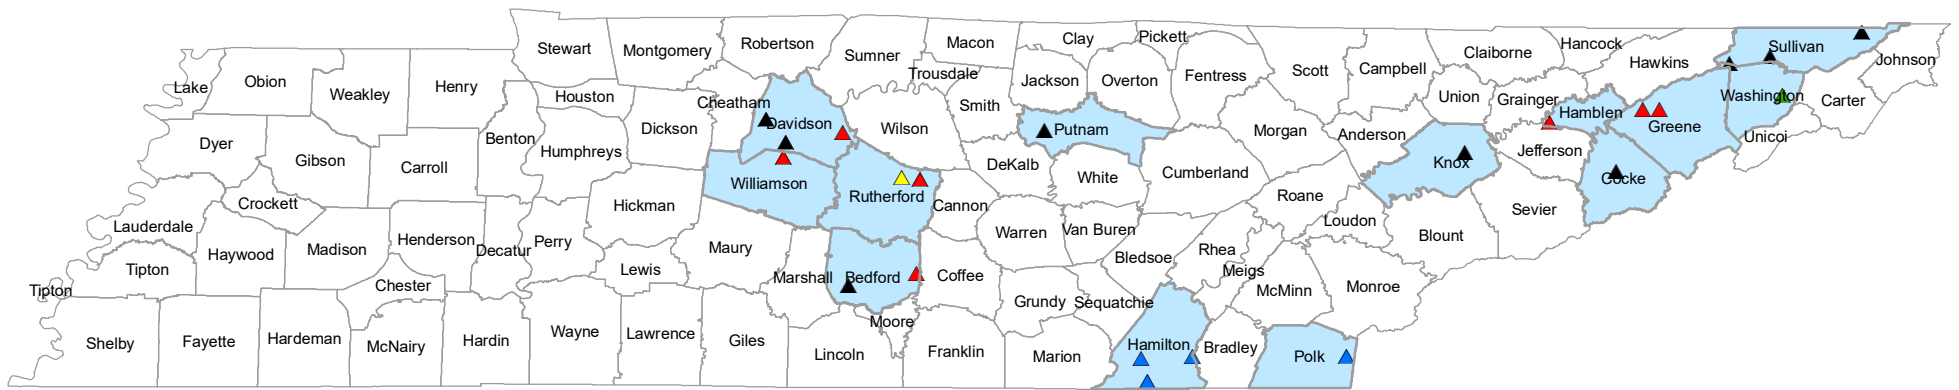 Stewart
Montgomery
Robertson
Sumner
Macon
Clay
Pickett
Scott
Campbell
Claiborne
Hancock
Hawkins
Sullivan
Johnson
Lake
Obion
Weakley
Henry
Houston
Cheatham
Trousdale
Jackson
Overton
Fentress
Union
Grainger
Hamblen
Washington
Carter
Smith
Dyer
Gibson
Carroll
Benton
Humphreys
Dickson
Davidson
Wilson
Putnam
Morgan
Anderson
Knox
Jefferson
Greene
Unicoi
DeKalb
White
Cumberland
Cocke
Lauderdale
Crockett
Williamson
Rutherford
Cannon
Hickman
Roane
Loudon
Sevier
Blount
Tipton
Haywood
Madison
Henderson
Decatur
Perry
Lewis
Maury
Marshall
Bedford
Coffee
Warren
Van Buren
Bledsoe
Rhea
Meigs
McMinn
Monroe
Tipton
Chester
Moore
Grundy
Sequatchie
Shelby
Fayette
Hardeman
McNairy
Hardin
Wayne
Lawrence
Giles
Lincoln
Franklin
Marion
Hamilton
Bradley
Polk